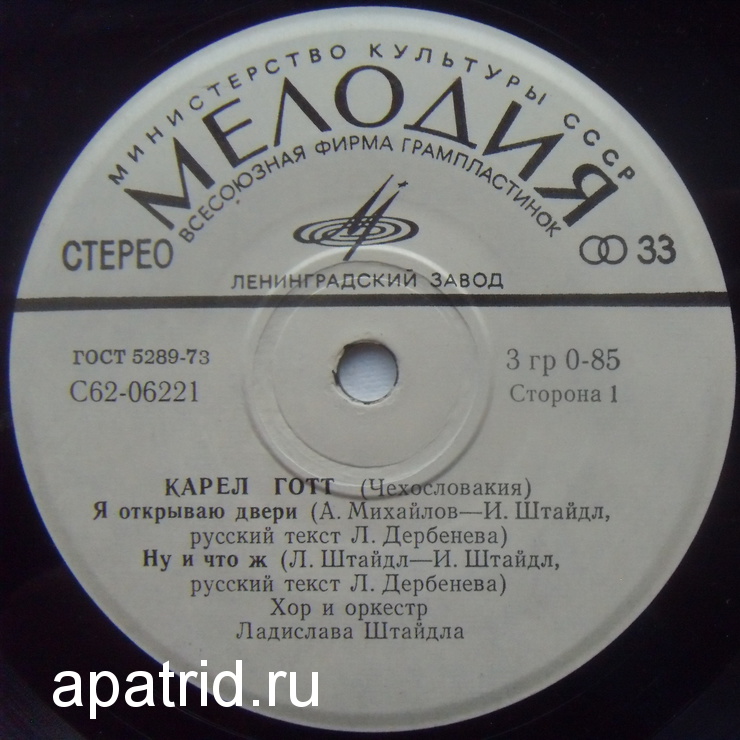 МИНИСТЕРСТВО КУЛЬТУРЫ СССР
МЕЛОДИЯ
ВСЕСОЮЗНАЯ ФИРМА ГРАМПЛАСТИНОК
СТЕРЕО
33
ЛЕНИНГРАДСКИЙ ЗАВОД
ГОСТ 5289-73
3 гр 0-85
С62-06221
Сторона 1
КАРЕЛ ГОТТ (Чехословакия)
Я открываю двери (А. Михайлов—И. Штайдл,
русский текст Л. Дербенева)
Ну и что ж (Л. Штайдл—И. Штайдл,
русский текст Л. Дербенева)
Хор и оркестр
Ладислава Штайдла
apatrid.ru